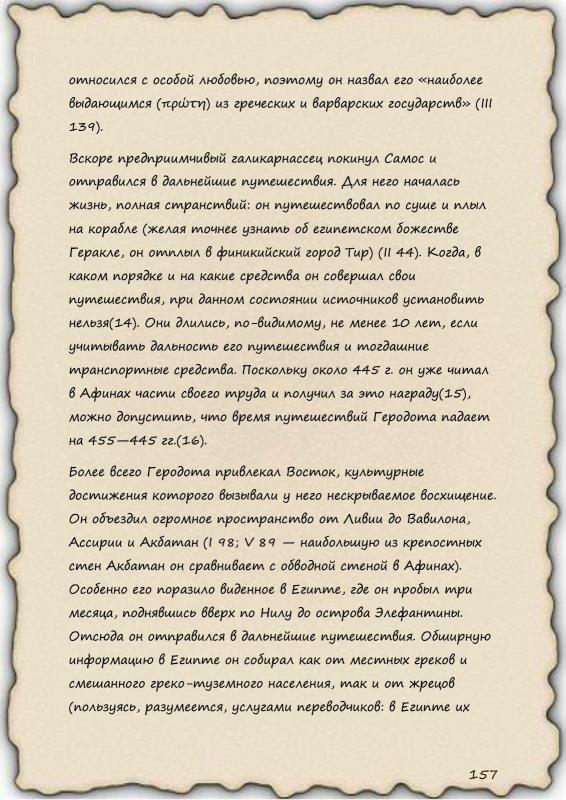 относился с особой любовью, поэтому он назвал его «наиболее
выдающимся (πρώτη) из греческих и варварских государств» (III
139).
Вскоре предприимчивый галикарнассец покинул Самос и
отправился в дальнейшие путешествия. Для него началась
жизнь, полная странствий: он путешествовал по суше и плыл
на корабле (желая точнее узнать об египетском божестве
Геракле, он отплыл в финикийский город Тир) (II 44). Когда, в
каком порядке и на какие средства он совершал свои
путешествия, при данном состоянии источников установить
нельзя(14). Они длились, по-видимому, не менее 10 лет, если
учитывать дальность его путешествия и тогдашние
транспортные средства. Поскольку около 445 г. он уже читал
в Афинах части своего труда и получил за это награду(15),
можно допустить, что время путешествий Геродота падает
на 455—445 гг.(16).
Более всего Геродота привлекал Восток, культурные
достижения которого вызывали у него нескрываемое восхищение.
Он объездил огромное пространство от Ливии до Вавилона,
Ассирии и Акбатан (I 98; V 89 — наибольшую из крепостных
стен Акбатан он сравнивает с обводной стеной в Афинах).
Особенно его поразило виденное в Египте, где он пробыл три
месяца, поднявшись вверх по Нилу до острова Элефантины.
Отсюда он отправился в дальнейшие путешествия. Обширную
информацию в Египте он собирал как от местных греков и
смешанного греко-туземного населения, так и от жрецов
(пользуясь, разумеется, услугами переводчиков: в Египте их
157